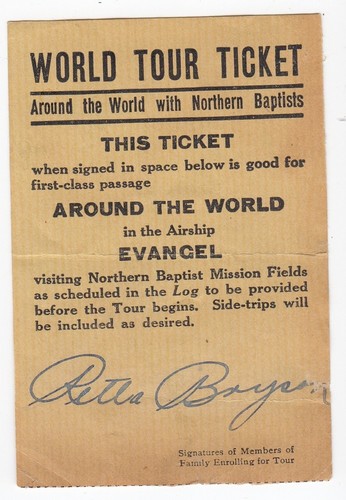 WORLD TOUR TICKET
Around the World with Northern Baptists
THIS TICKET
when signed in space below is good for
first-class passage
AROUND THE WORLD
in the Airship
EVANGEL
visiting Northern Baptist Mission Fields
as scheduled in the Log to be provided
before the Tour begins. Side-trips will
be included as desired.
Retta Bryson
Signatures of Members of
Family Enrolling for Tour